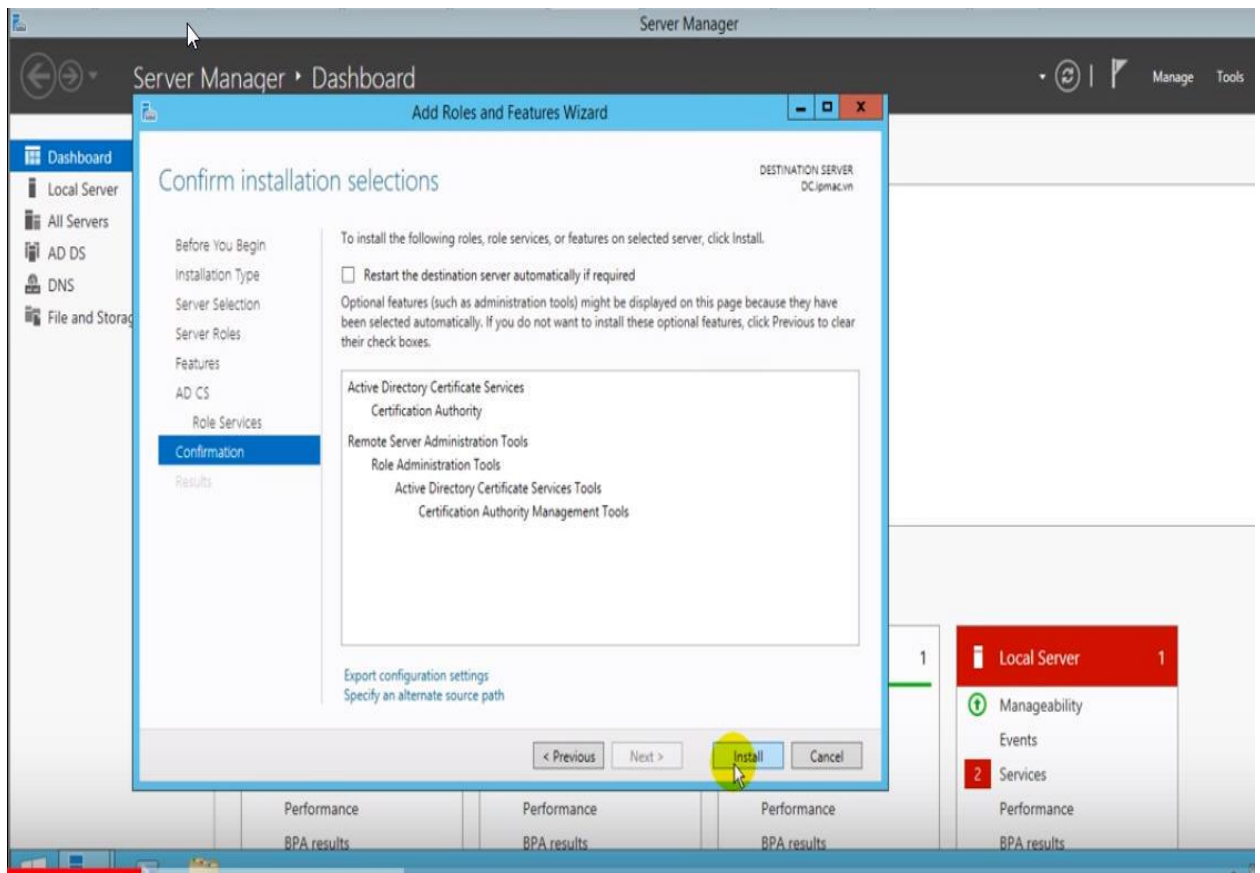 Server Manager
Server Manager • Dashboard
Manage Tools
Add Roles and Features Wizard
Dashboard
Local Server
All Servers
AD DS
DNS
File and Storag
Confirm installation selections
DESTINATION SERVER
DC.ipmac.vn
Before You Begin
Installation Type
Server Selection
Server Roles
Features
AD CS
Role Services
Confirmation
Results
To install the following roles, role services, or features on selected server, click Install.
Restart the destination server automatically if required
Optional features (such as administration tools) might be displayed on this page because they have
been selected automatically. If you do not want to install these optional features, click Previous to clear
their check boxes.
Active Directory Certificate Services
Certification Authority
Remote Server Administration Tools
Role Administration Tools
Active Directory Certificate Services Tools
Certification Authority Management Tools
Export configuration settings
Specify an alternate source path
< Previous Next > Install Cancel
1
Local Server 1
Manageability
Events
2 Services
Performance
BPA results
Performance Performance Performance
BPA results BPA results BPA results